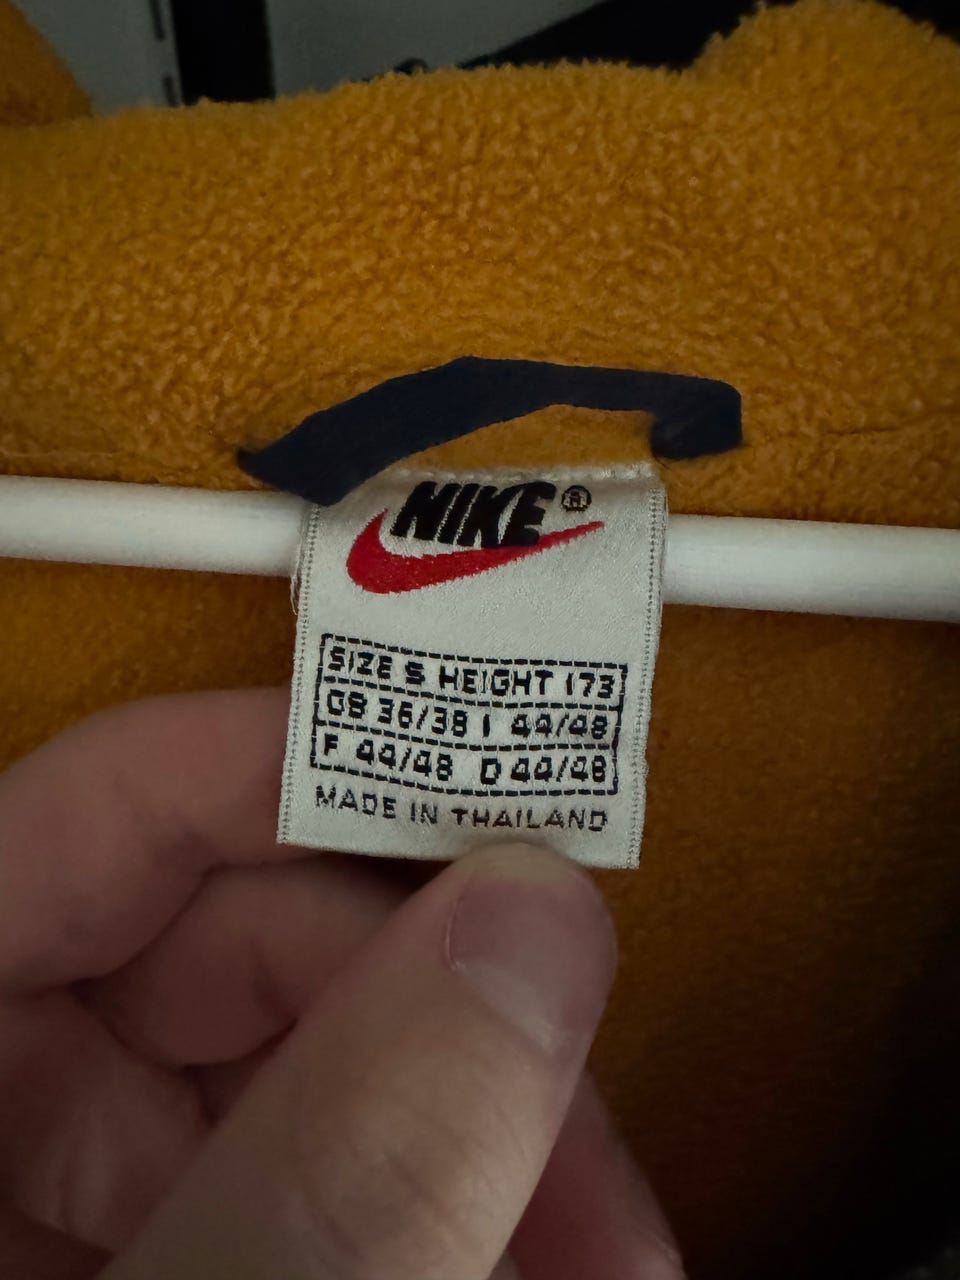 NIKE®
SIZE S HEIGHT 173
GB 36/38 I 44/48
F 44/48 D 44/48
MADE IN THAILAND